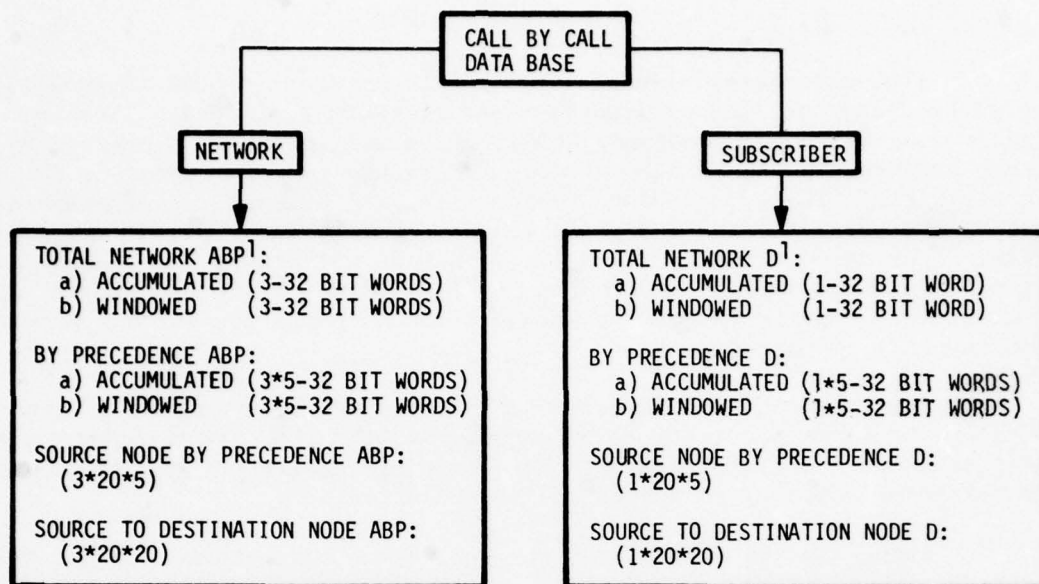 CALL BY CALL
DATA BASE
NETWORK
SUBSCRIBER
TOTAL NETWORK ABP1:
a) ACCUMULATED (3-32 BIT WORDS)
b) WINDOWED (3-32 BIT WORDS)
BY PRECEDENCE ABP:
a) ACCUMULATED (3*5-32 BIT WORDS)
b) WINDOWED (3*5-32 BIT WORDS)
SOURCE NODE BY PRECEDENCE ABP:
(3*20*5)
SOURCE TO DESTINATION NODE ABP:
(3*20*20)
TOTAL NETWORK D1:
a) ACCUMULATED (1-32 BIT WORD)
b) WINDOWED (1-32 BIT WORD)
BY PRECEDENCE D:
a) ACCUMULATED (1*5-32 BIT WORDS)
b) WINDOWED (1*5-32 BIT WORDS)
SOURCE NODE BY PRECEDENCE D:
(1*20*5)
SOURCE TO DESTINATION NODE D:
(1*20*20)